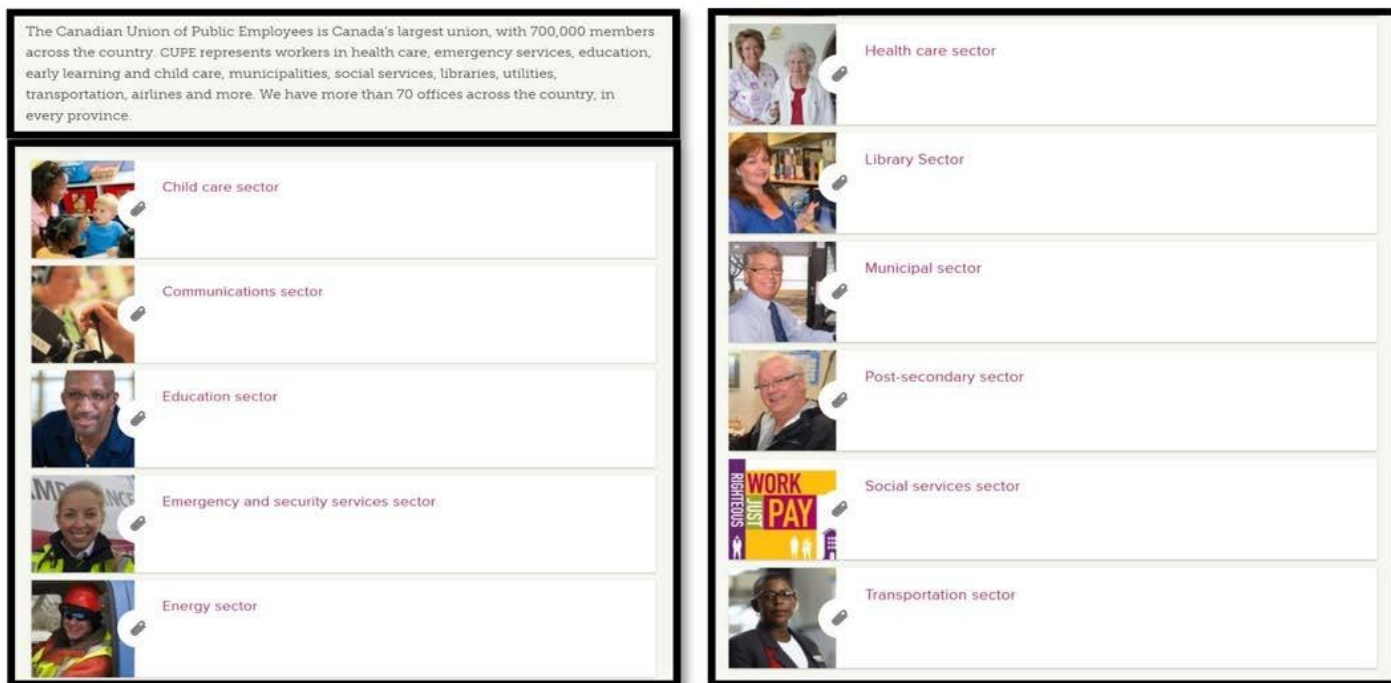 The Canadian Union of Public Employees is Canada's largest union, with 700,000 members
across the country. CUPE represents workers in health care, emergency services, education,
early learning and child care, municipalities, social services, libraries, utilities,
transportation, airlines and more. We have more than 70 offices across the country, in
every province.
Child care sector
Communications sector
Education sector
Emergency and security services sector
Energy sector
Health care sector
Library Sector
Municipal sector
Post-secondary sector
RIGHTEOUS
WORK
JUST
PAY
Social services sector
Transportation sector